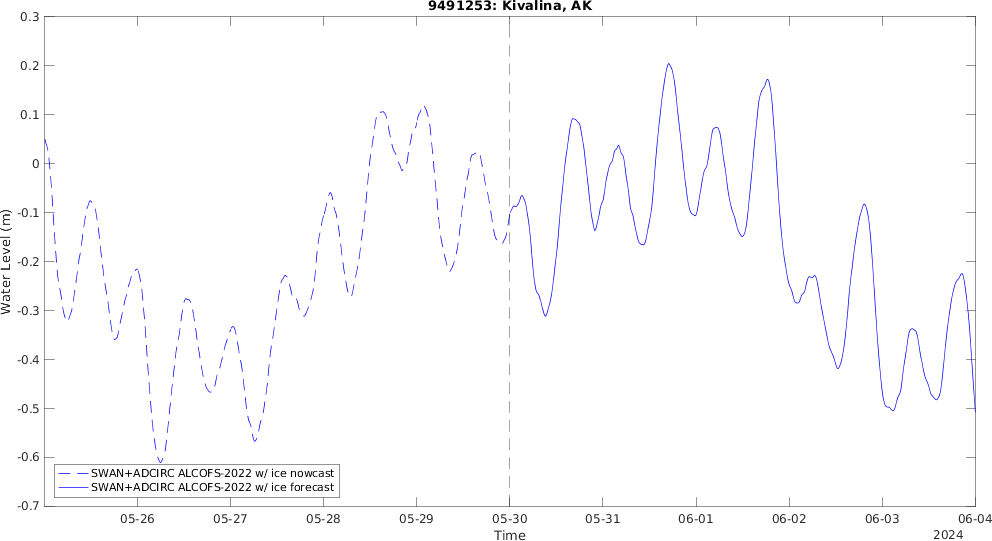 9491253: Kivalina, AK
0.3
0.2
0.1
0
-0.1
-0.2
-0.3
-0.4
-0.5
-0.6
-0.7
Water Level (m)
SWAN+ADCIRC ALCOFS-2022 w/ ice nowcast
SWAN+ADCIRC ALCOFS-2022 w/ ice forecast
05-26 05-27 05-28 05-29 05-30 05-31 06-01 06-02 06-03 06-04
Time
2024